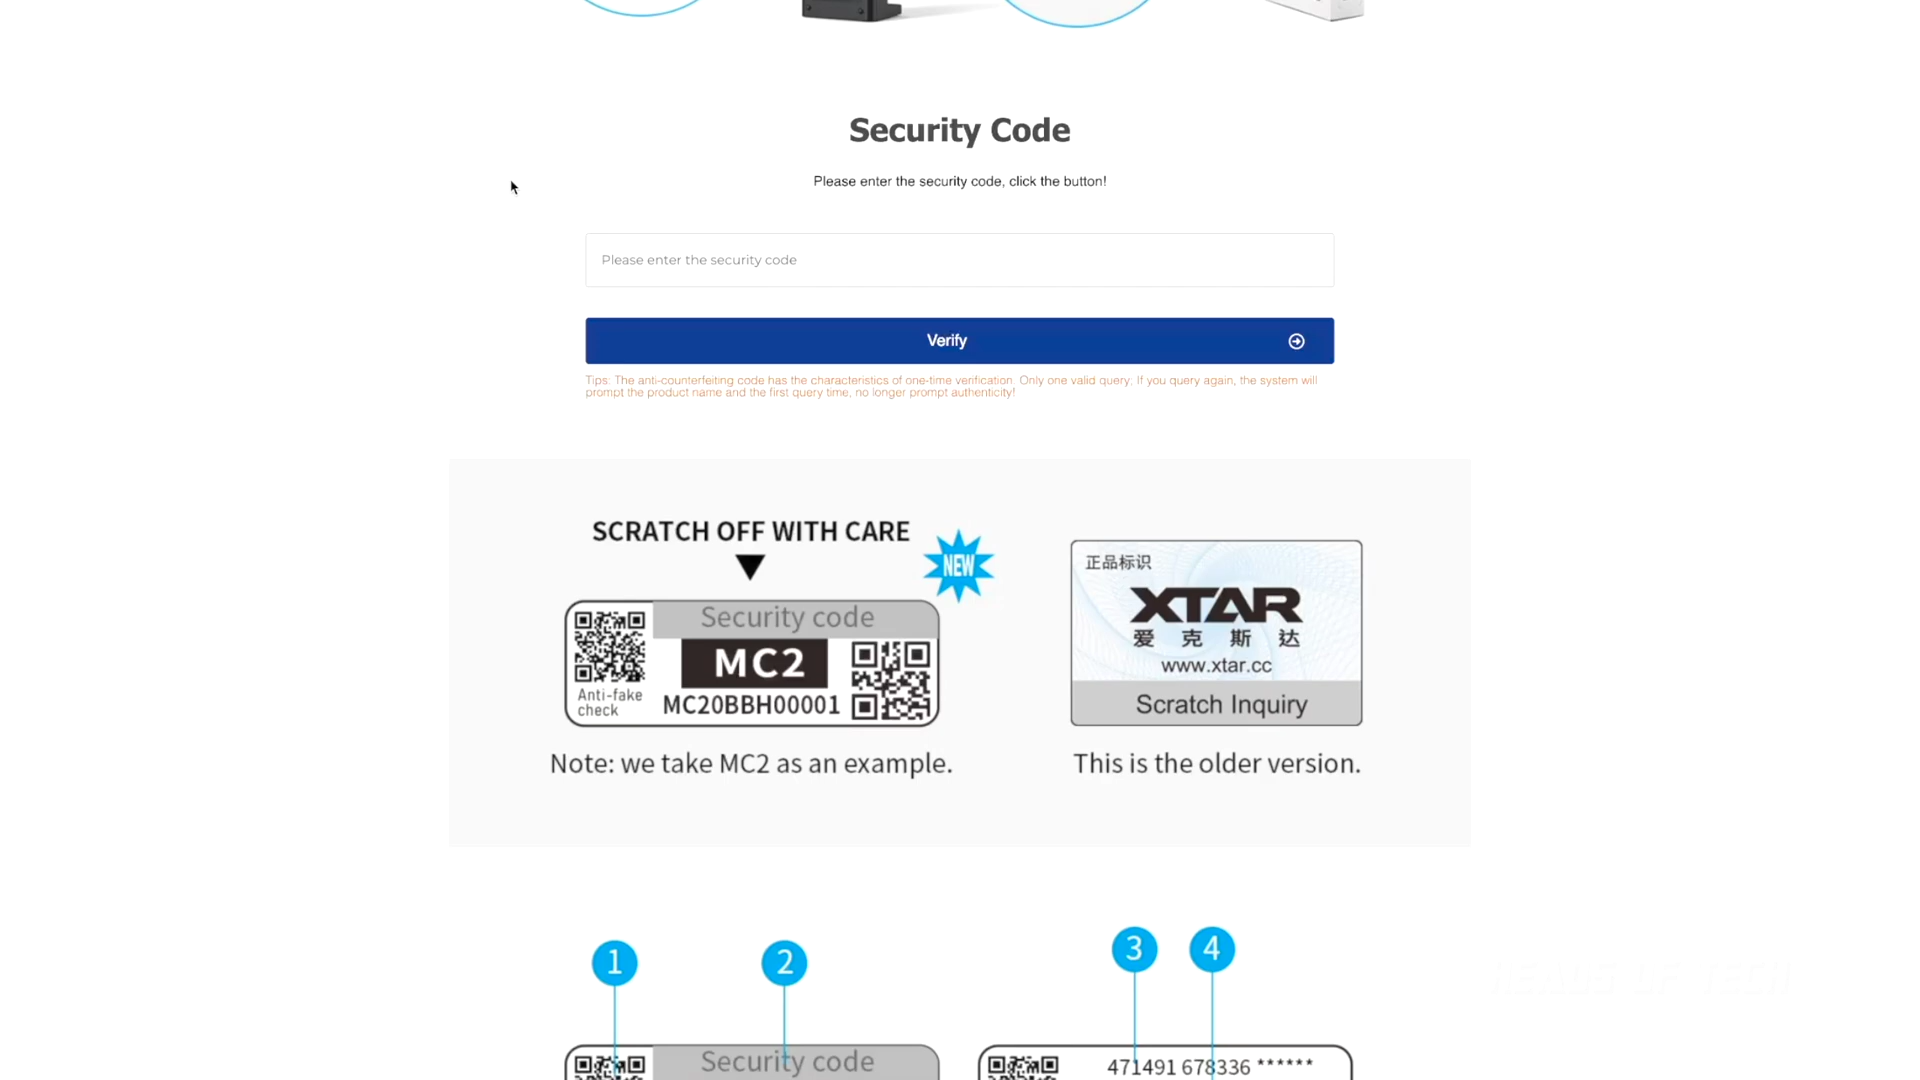 Security Code
Please enter the security code, click the button!
Please enter the security code
Verify
Tips: The anti-counterfeiting code has the characteristics of one-time verification. Only one valid query; If you query again, the system will
prompt the product name and the first query time, no longer prompt authenticity!
SCRATCH OFF WITH CARE
NEW
Security code
MC2
Anti-fake
check
MC20BBH00001
Note: we take MC2 as an example.
正品标识
XTAR
爱克斯达
www.xtar.cc
Scratch Inquiry
This is the older version.
1
2
3
4
Security code
471491 678336 ******